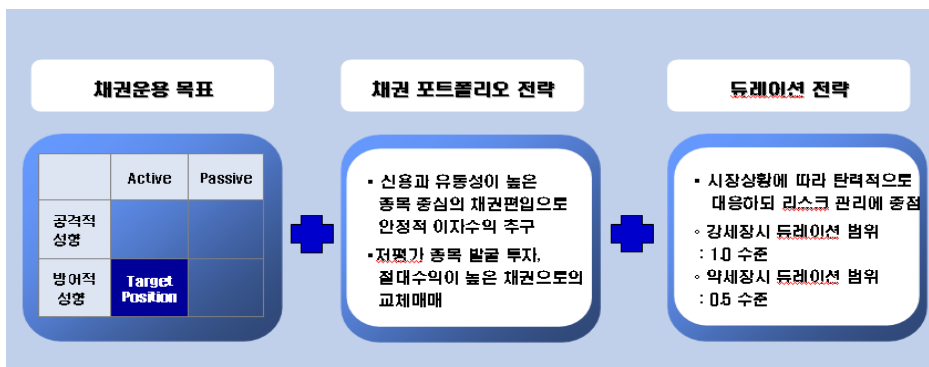 채권운용 목표
Active
Passive
공격적
성향
방어적
성향
Target
Position
채권 포트폴리오 전략
▪ 신용과 유동성이 높은
종목 중심의 채권편입으로
안정적 이자수익 추구
▪저평가 종목 발굴 투자,
절대수익이 높은 채권으로의
교체매매
듀레이션 전략
▪ 시장상황에 따라 탄력적으로
대응하되 리스크 관리에 중점
◦ 강세장시 듀레이션 범위
: 1.0 수준
◦ 약세장시 듀레이션 범위
: 0.5 수준